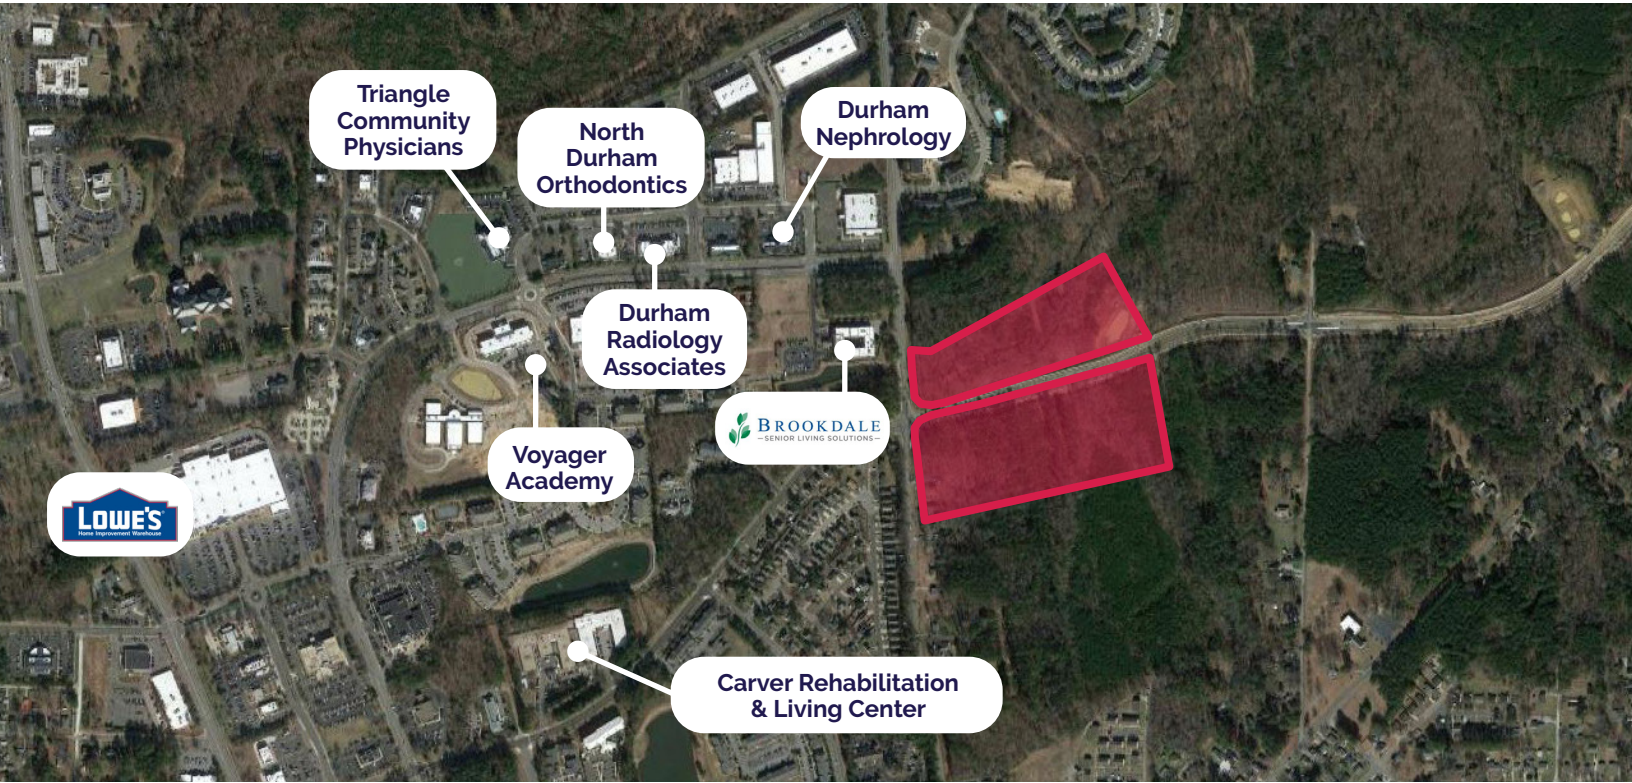 Triangle
Community
Physicians
North
Durham
Orthodontics
Durham
Nephrology
Durham
Radiology
Associates
BROOKDALE
—SENIOR LIVING SOLUTIONS—
Voyager
Academy
LOWE'S
Home Improvement Warehouse
Carver Rehabilitation
& Living Center